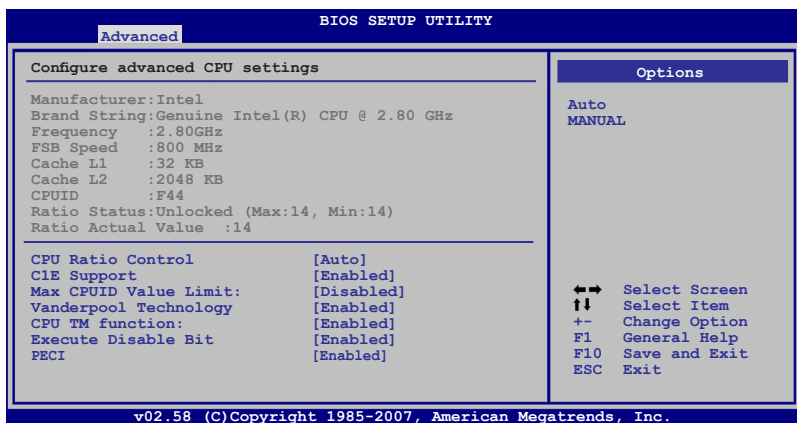 BIOS SETUP UTILITY
Advanced
Configure advanced CPU settings
Manufacturer:Intel
Brand String:Genuine Intel(R) CPU @ 2.80 GHz
Frequency :2.80GHz
FSB Speed :800 MHz
Cache L1 :32 KB
Cache L2 :2048 KB
CPUID :F44
Ratio Status:Unlocked (Max:14, Min:14)
Ratio Actual Value :14
CPU Ratio Control [Auto]
C1E Support [Enabled]
Max CPUID Value Limit: [Disabled]
Vanderpool Technology [Enabled]
CPU TM function: [Enabled]
Execute Disable Bit [Enabled]
PECI [Enabled]
Options
Auto
MANUAL
←→ Select Screen
↑↓ Select Item
+- Change Option
F1 General Help
F10 Save and Exit
ESC Exit
v02.58 (C)Copyright 1985-2007, American Megatrends, Inc.